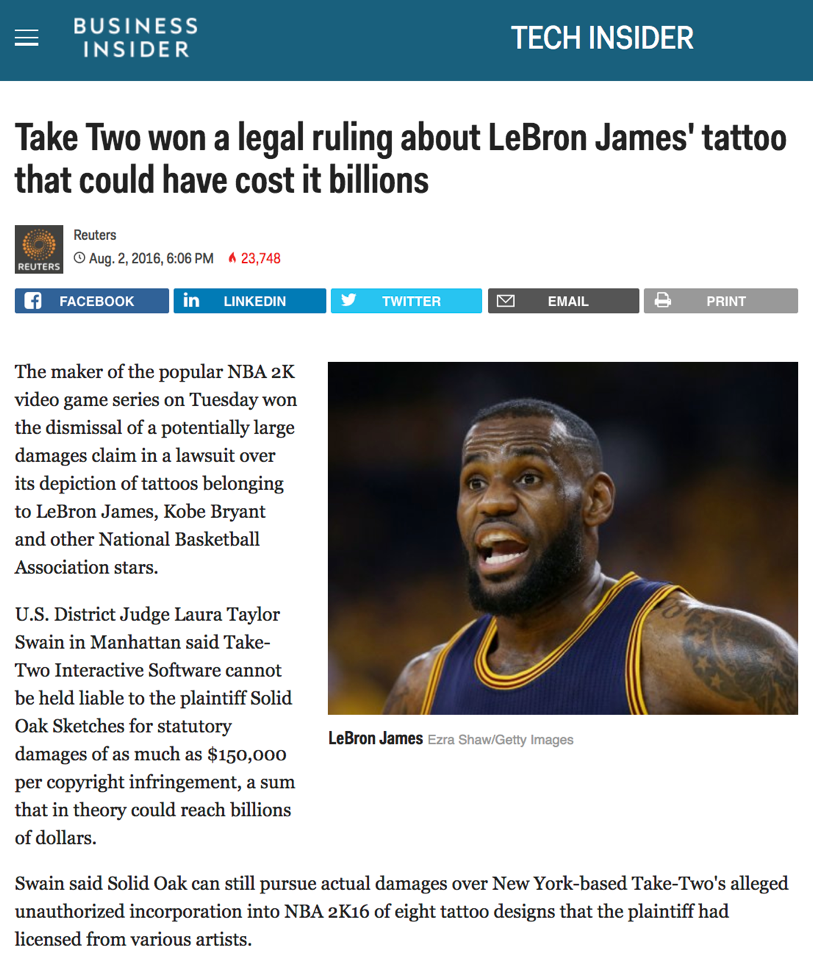 BUSINESS
INSIDER
TECH INSIDER
Take Two won a legal ruling about LeBron James' tattoo
that could have cost it billions
REUTERS
Reuters
Aug. 2, 2016, 6:06 PM 23,748
FACEBOOK
in LINKEDIN
TWITTER
EMAIL
PRINT
The maker of the popular NBA 2K
video game series on Tuesday won
the dismissal of a potentially large
damages claim in a lawsuit over
its depiction of tattoos belonging
to LeBron James, Kobe Bryant
and other National Basketball
Association stars.
U.S. District Judge Laura Taylor
Swain in Manhattan said Take-
Two Interactive Software cannot
be held liable to the plaintiff Solid
Oak Sketches for statutory
damages of as much as $150,000
per copyright infringement, a sum
that in theory could reach billions
of dollars.
LeBron James Ezra Shaw/Getty Images
Swain said Solid Oak can still pursue actual damages over New York-based Take-Two's alleged
unauthorized incorporation into NBA 2K16 of eight tattoo designs that the plaintiff had
licensed from various artists.